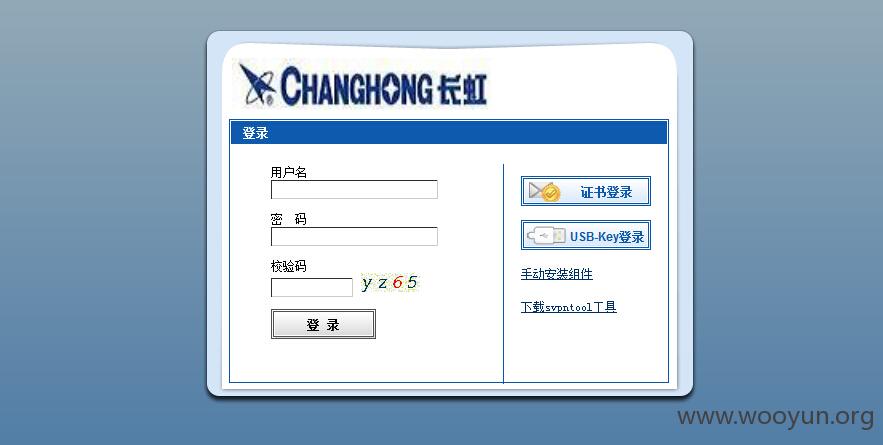 CHANGHONG 长虹
登录
用户名
密 码
校验码
yz65
登 录
证书登录
USB-Key登录
手动安装组件
下载svpntool工具
www.wooyun.org